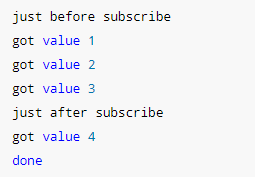 just before subscribe
got value 1
got value 2
got value 3
just after subscribe
got value 4
done